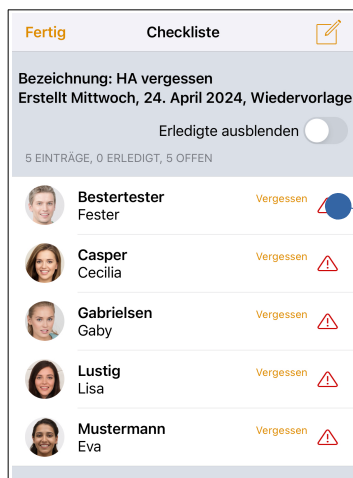 Fertig Checkliste
Bezeichnung: HA vergessen
Erstellt Mittwoch, 24. April 2024, Wiedervorlage
Erledigte ausblenden
5 EINTRÄGE, 0 ERLEDIGT, 5 OFFEN
Bestertester Vergessen
Fester
Casper Vergessen
Cecilia
Gabrielsen Vergessen
Gaby
Lustig Vergessen
Lisa
Mustermann Vergessen
Eva